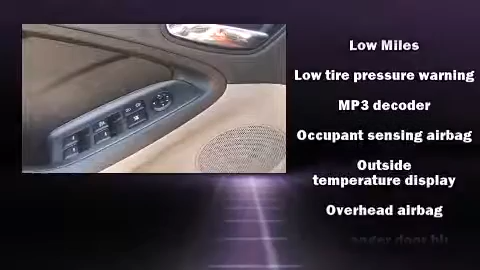 Low Miles
Low tire pressure warning
MP3 decoder
Occupant sensing airbag
Outside
temperature display
Overhead airbag